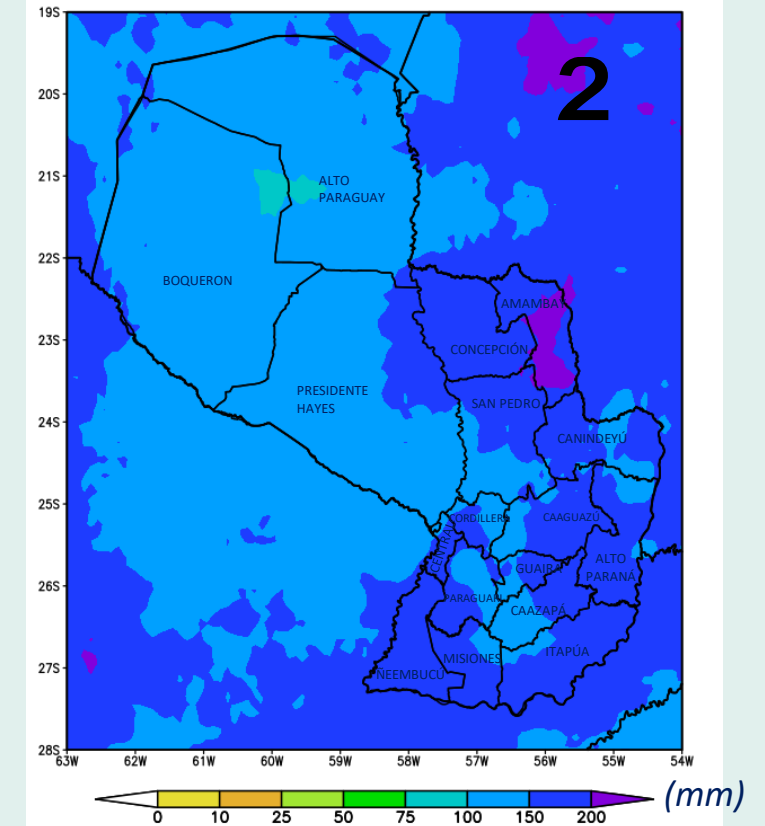 19S
2
20S
21S
ALTO
PARAGUAY
22S
BOQUERON
AMAMBAY
23S
CONCEPCIÓN
PRESIDENTE
HAYES
SAN PEDRO
24S
CANINDEYÚ
25S
CORDILLERA
CAAGUAZÚ
CENTRAL
ALTO
PARANÁ
GUAIRA
26S
PARAGUARI
CAAZAPÁ
ITAPÚA
MISIONES
27S
ÑEEMBUCÚ
28S
63W 62W 61W 60W 59W 58W 57W 56W 55W 54W
(mm)
0 10 25 50 75 100 150 200